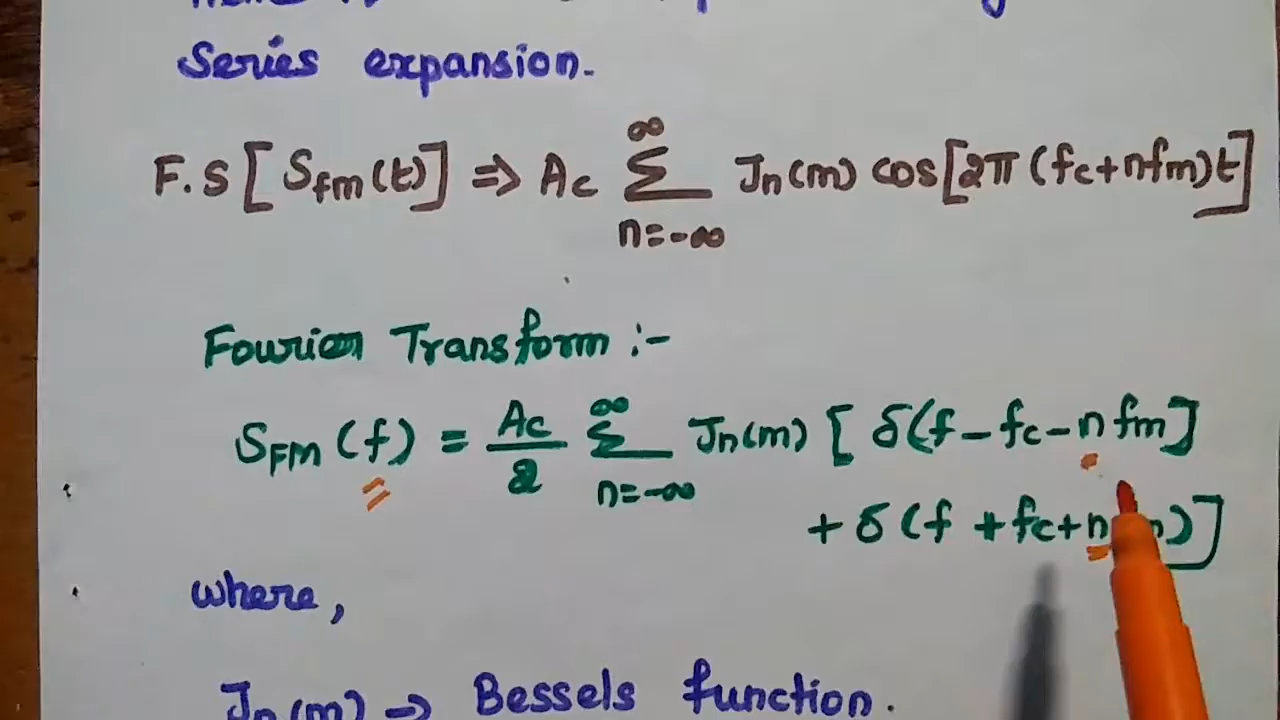 Series expansion.
F.S [ Sfm(t) ] ⇒ Ac ∞ Σ n=-∞ Jn(m) cos[2π(fc+nfm)t]
Fourier Transform :-
SFM (f) = Ac/2 ∞ Σ n=-∞ Jn(m) [ δ(f-fc-nfm]
+ δ(f +fc+n )]
where,
Jn(m) → Bessels function.